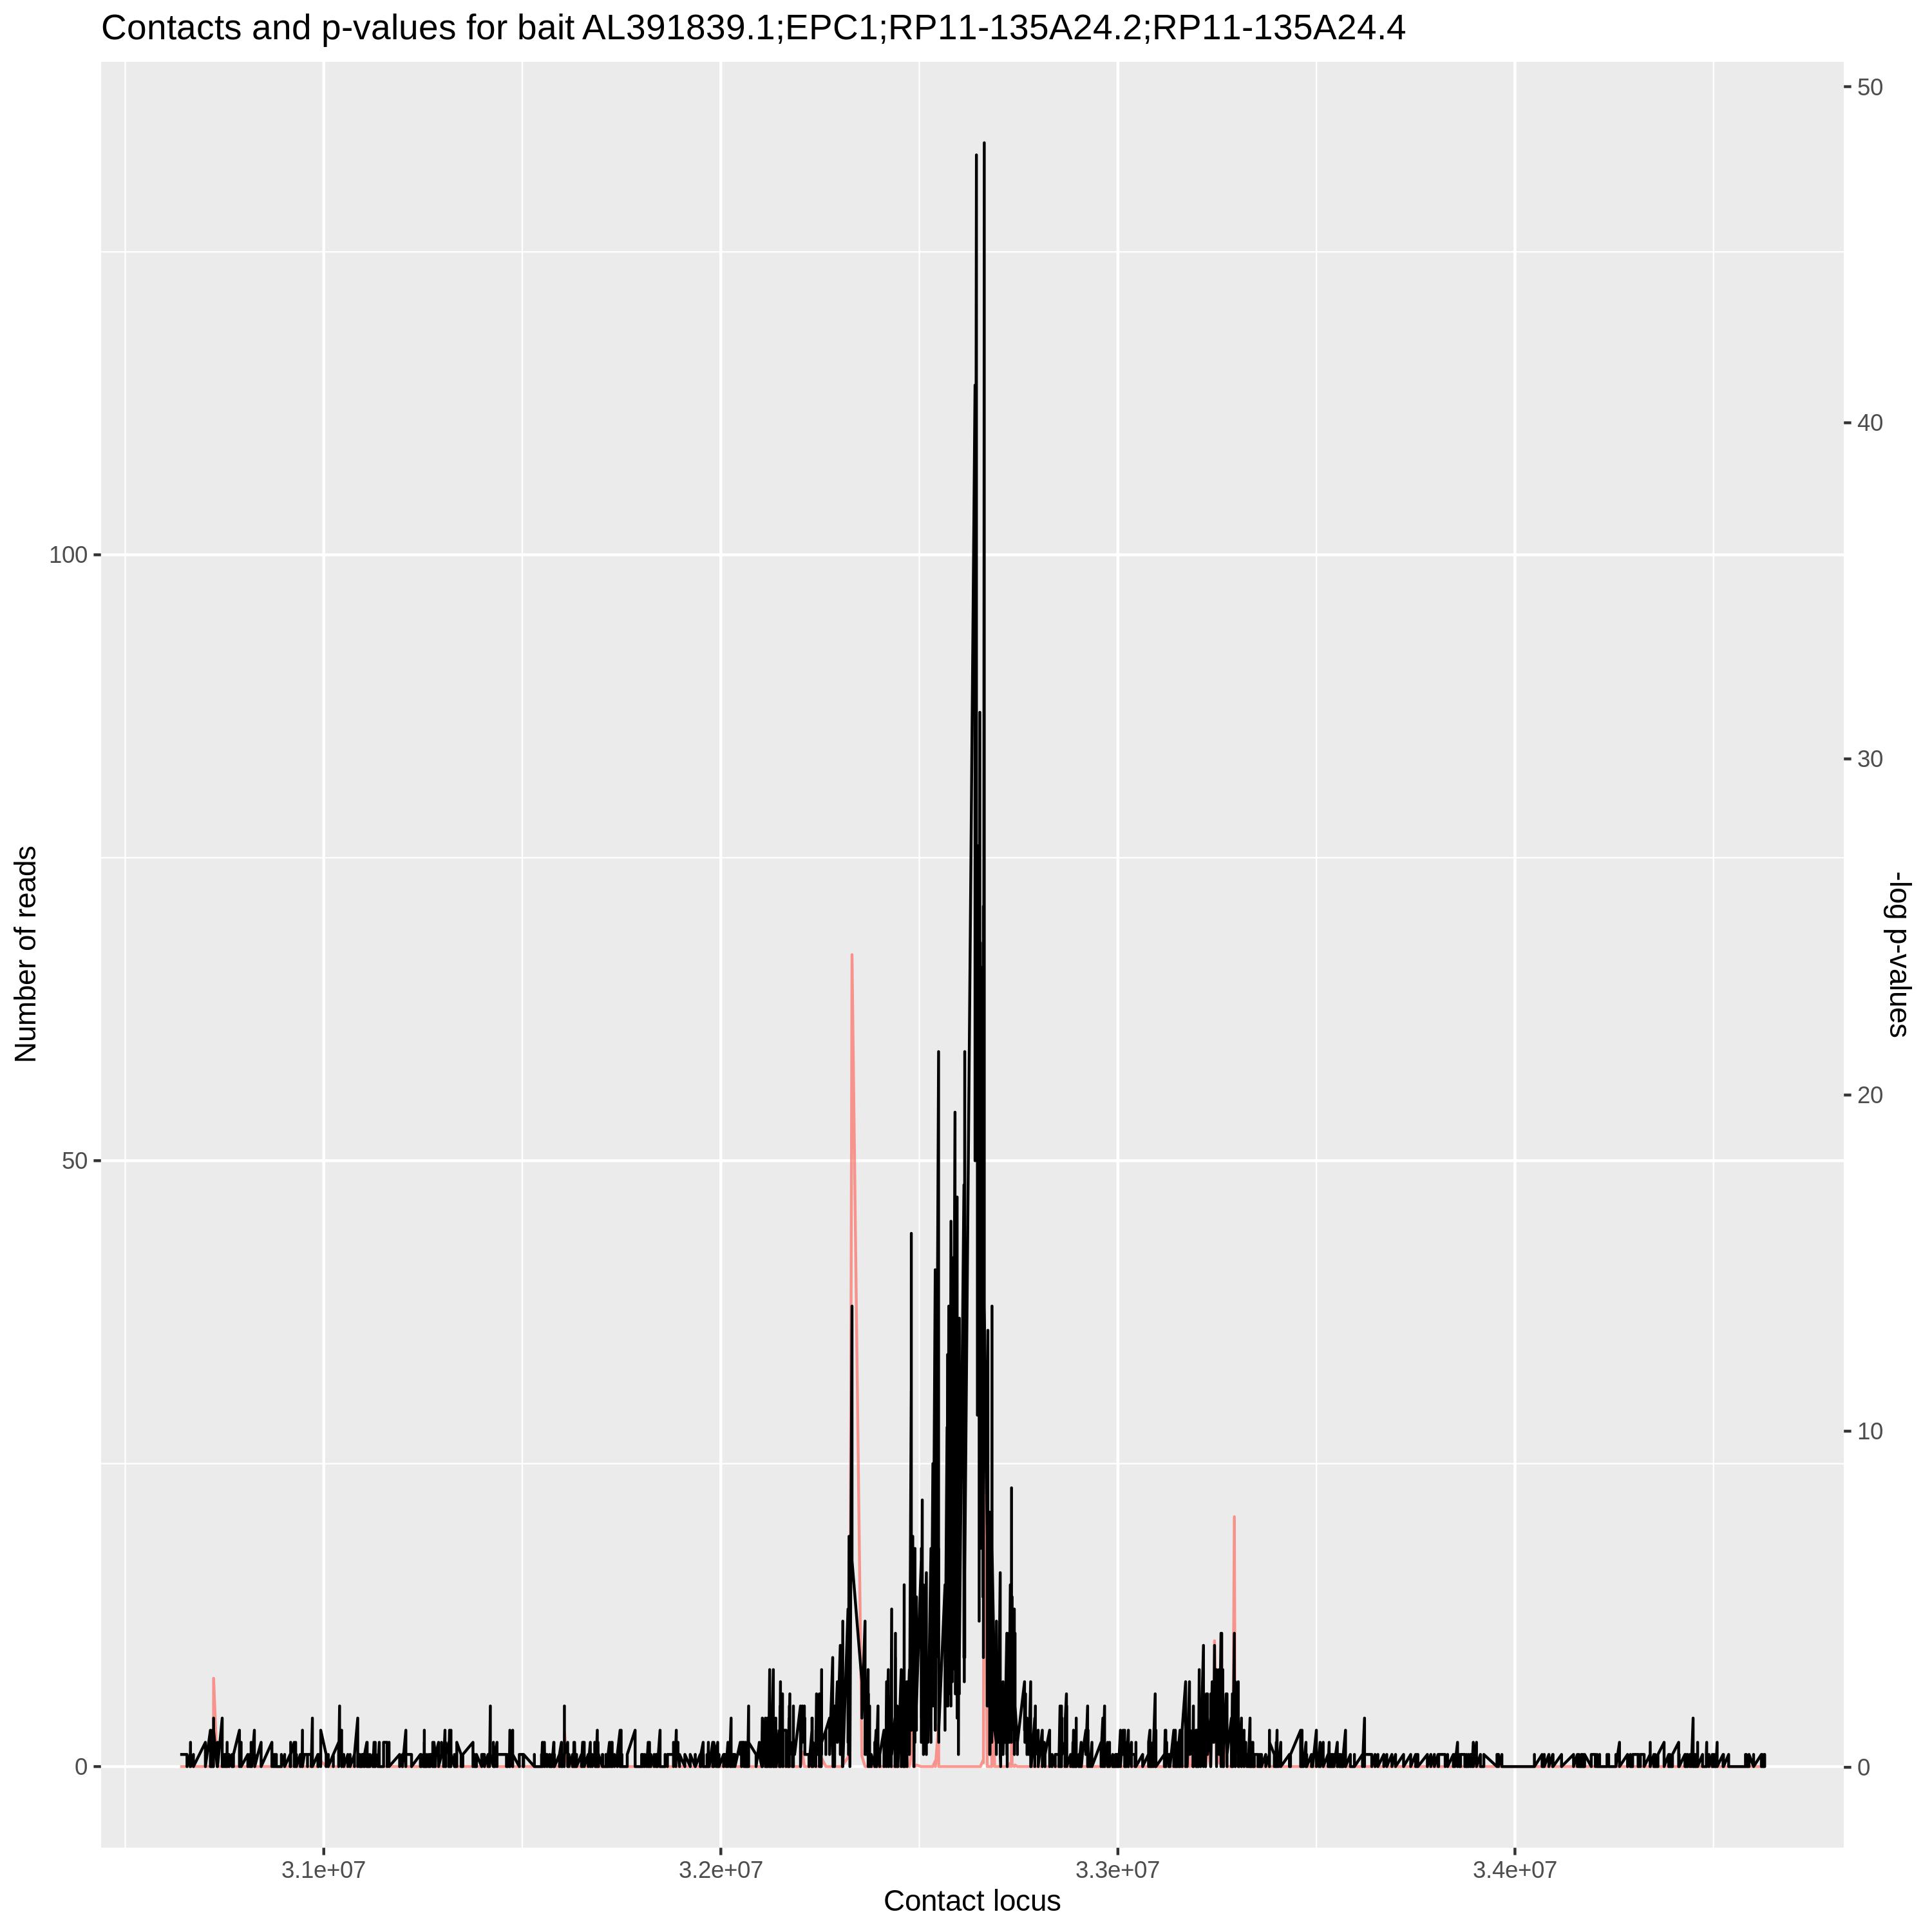 Contacts and p-values for bait AL391839.1;EPC1;RP11-135A24.2;RP11-135A24.4
Number of reads
100
50
0
50
40
30
20
10
0
-log p-values
3.1e+07
3.2e+07
3.3e+07
3.4e+07
Contact locus